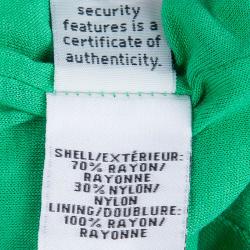 security
features is a
certificate of
authenticity.
SHELL/EXTÉRIEUR:
70% RAYON/
RAYONNE
30% NYLON/
NYLON
LINING/DOUBLURE:
100% RAYON/
RAYONNE